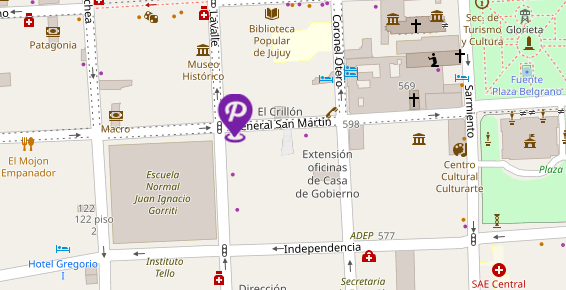 no
chea
Patagonia
Lavalle
Biblioteca
Popular
de Jujuy
Museo
Histórico
Coronel Otero
Sec. de
Turismo
y Cultura
Glorieta
Fuente
Plaza Belgrano
569
Sarmiento
Macro
El Crillón
eneral San Martín
598
El Mojon
Empanador
Escuela
Normal
Juan Ignacio
Gorriti
Extensión
oficinas
de Casa
de Gobierno
Centro
Cultural
Culturarte
Plaza
122
122 piso
2
ADEP
577
Independencia
Hotel Gregorio
I
Instituto
Tello
Dirección
Secretaria
SAE Central